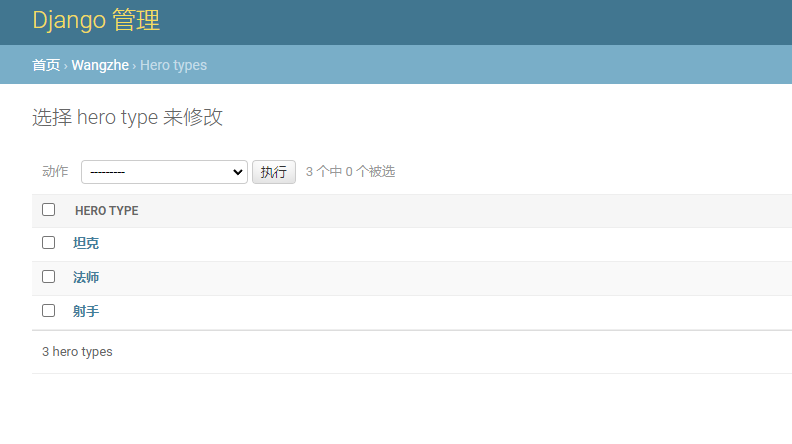 Django 管理
首页 › Wangzhe › Hero types
选择 hero type 来修改
动作 --------- 执行 3 个中 0 个被选
HERO TYPE
坦克
法师
射手
3 hero types